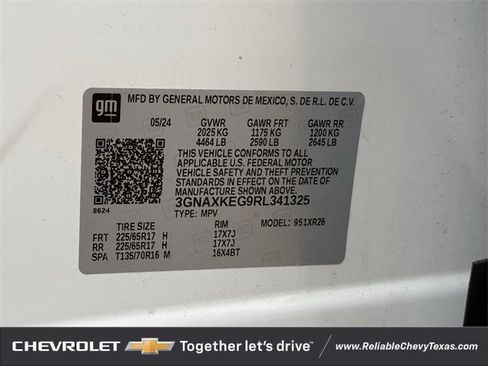 gm
MFD BY GENERAL MOTORS DE MEXICO, S. DE R.L. DE C.V.
05/24 GVWR GAWR FRT GAWR RR
2025 KG 1175 KG 1200 KG
4464 LB 2590 LB 2645 LB
THIS VEHICLE CONFORMS TO ALL
APPLICABLE U.S. FEDERAL MOTOR
VEHICLE SAFETY AND THEFT PREVENTION
STANDARDS IN EFFECT ON THE DATE OF
MANUFACTURE SHOWN ABOVE.
3GNAXKEG9RL341325
8624
TYPE: MPV MODEL: 951XR26
TIRE SIZE RIM
FRT 225/65R17 H 17X7J
RR 225/65R17 H 17X7J
SPA T135/70R16 M 16X4BT
CHEVROLET Together let's drive™ www.ReliableChevyTexas.com